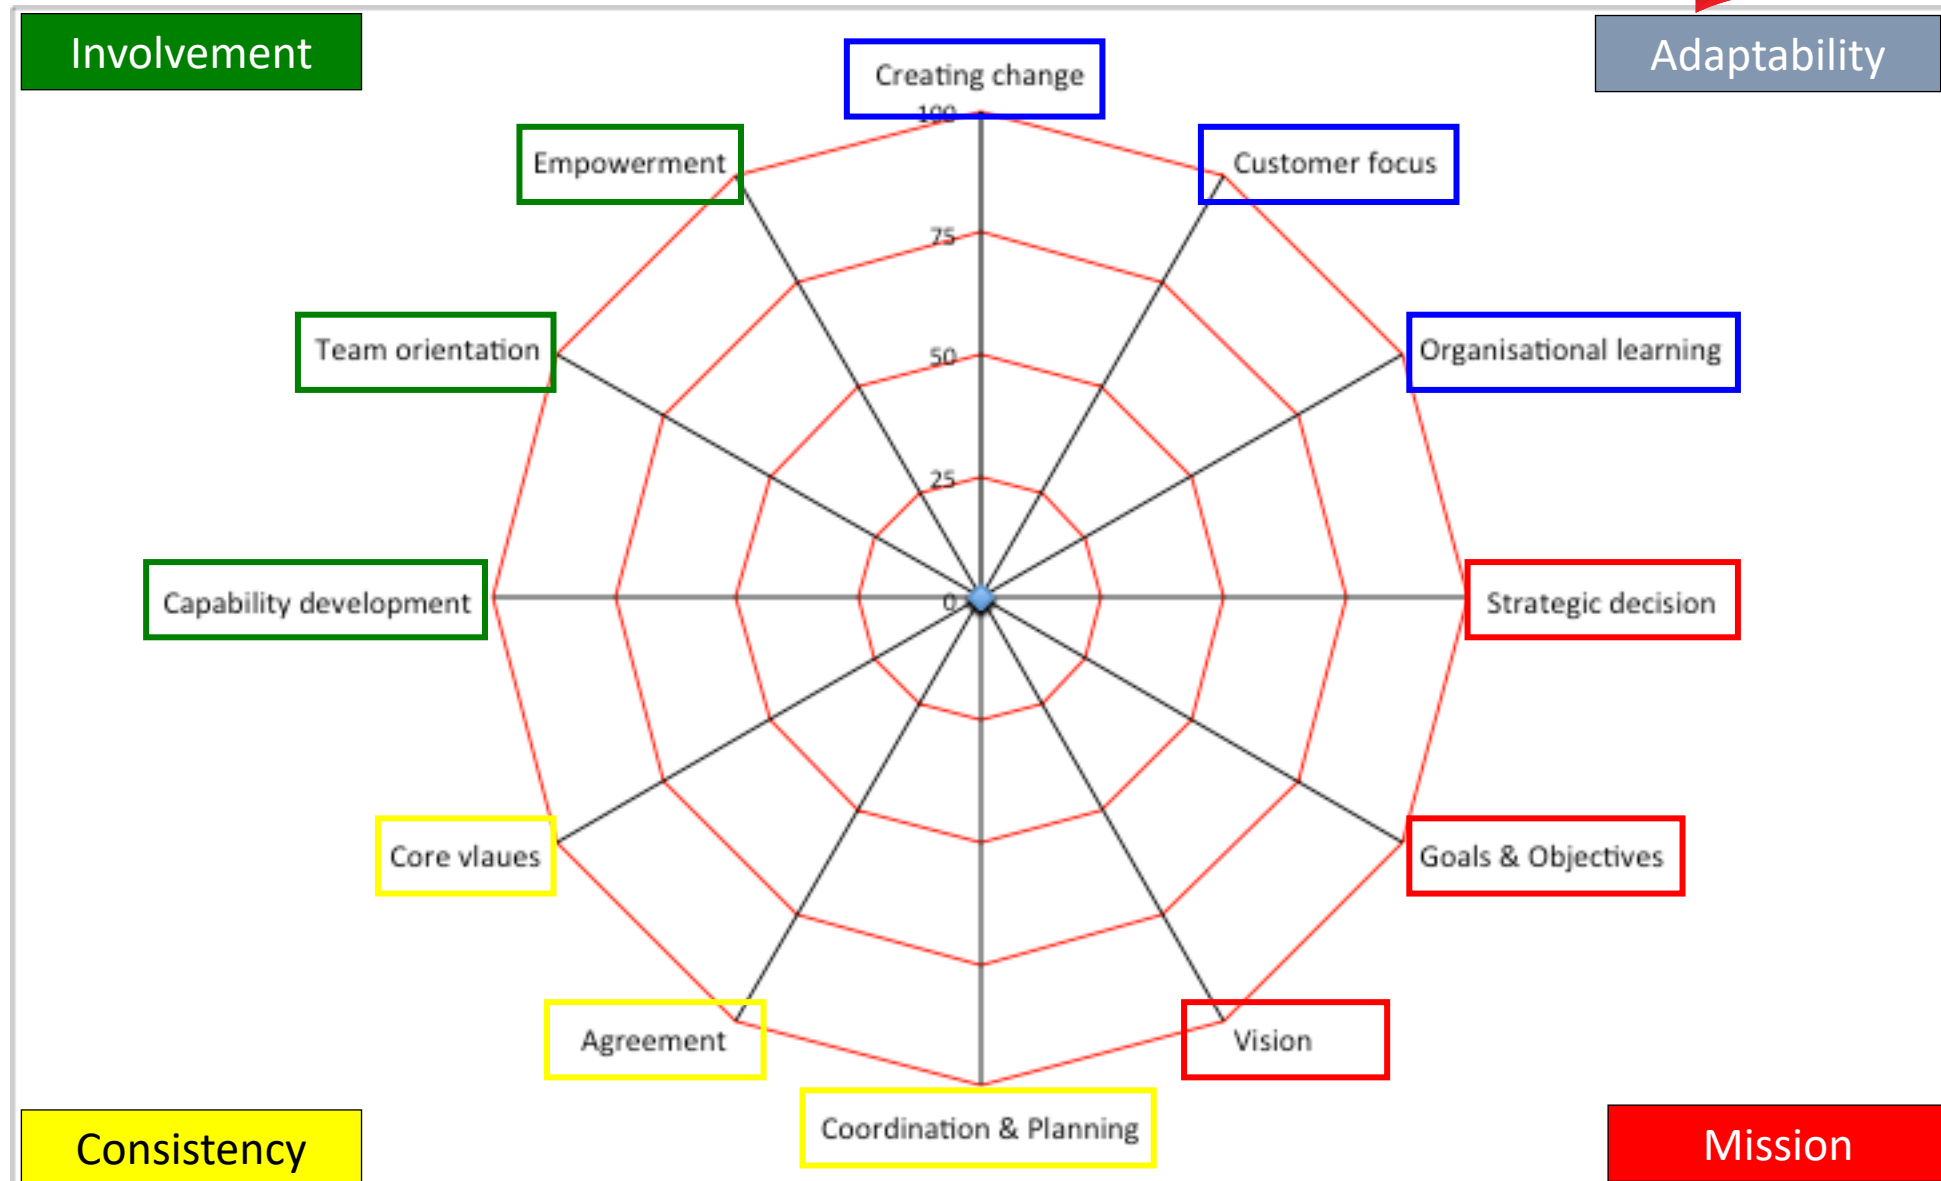 Involvement
Adaptability
Creating change
100
Empowerment
Customer focus
75
Team orientation
50
Organisational learning
25
Capability development
0
Strategic decision
Core vlaues
Goals & Objectives
Agreement
Vision
Coordination & Planning
Consistency
Mission